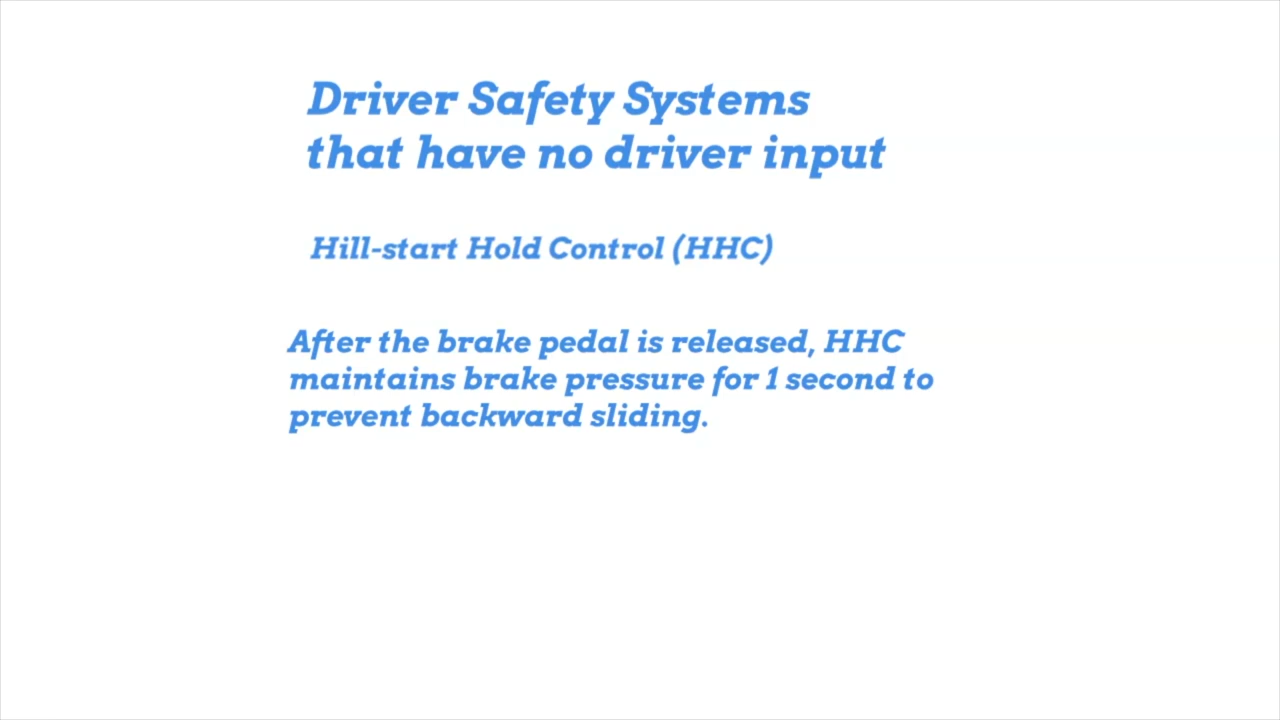 Driver Safety Systems
that have no driver input
Hill-start Hold Control (HHC)
After the brake pedal is released, HHC
maintains brake pressure for 1 second to
prevent backward sliding.